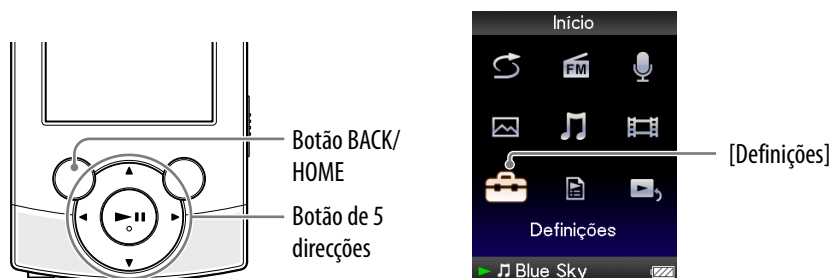 Botão BACK/
HOME
Botão de 5
direcções
Início
FM
[Definições]
Definições
Blue Sky